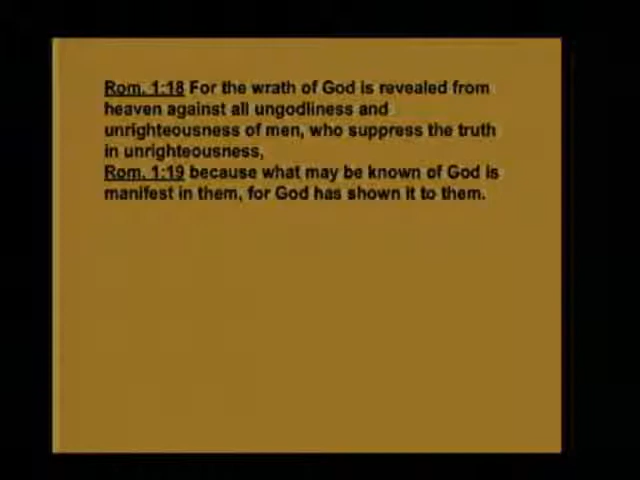 Rom. 1:18 For the wrath of God is revealed from
heaven against all ungodliness and
unrighteousness of men, who suppress the truth
in unrighteousness,
Rom. 1:19 because what may be known of God is
manifest in them, for God has shown it to them.